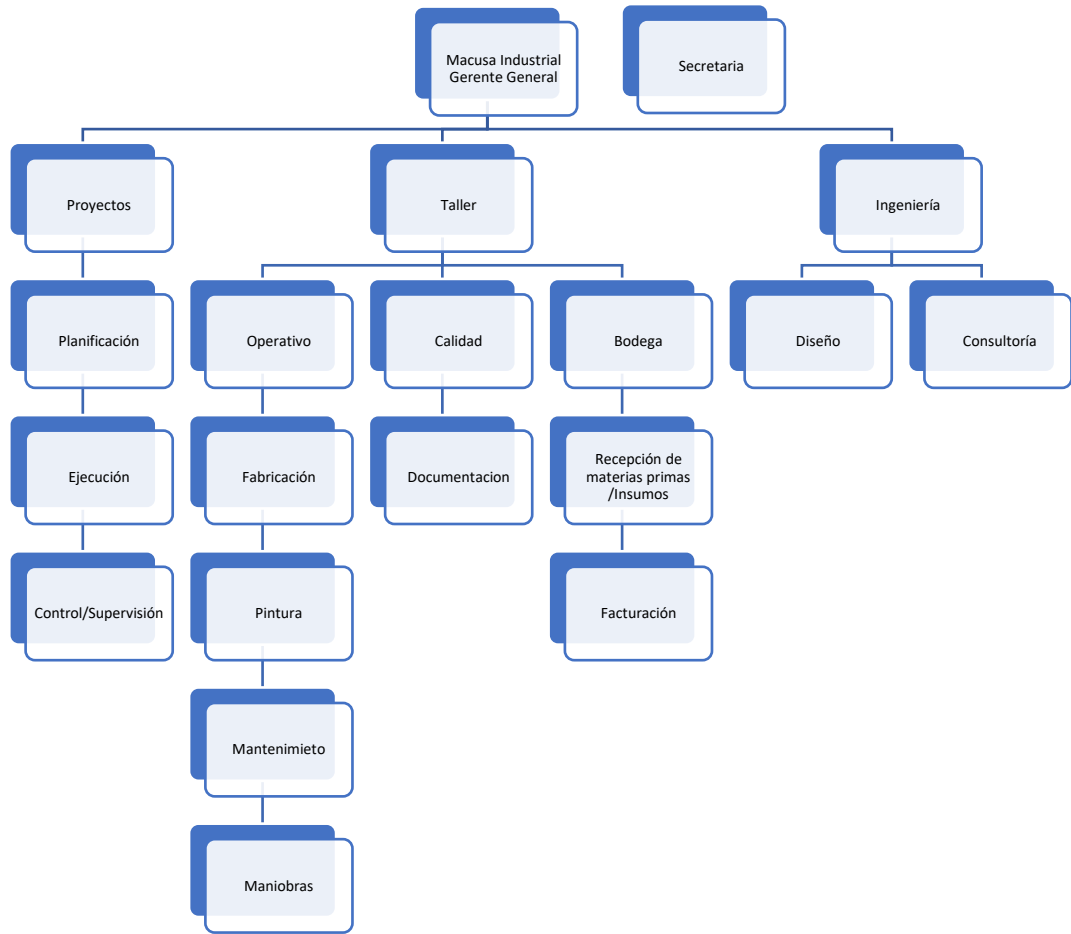 Macusa Industrial
Gerente General
Secretaria
Proyectos
Taller
Ingeniería
Planificación
Operativo
Calidad
Bodega
Diseño
Consultoría
Ejecución
Fabricación
Documentacion
Recepción de
materias primas
/Insumos
Control/Supervisión
Pintura
Facturación
Mantenimieto
Maniobras